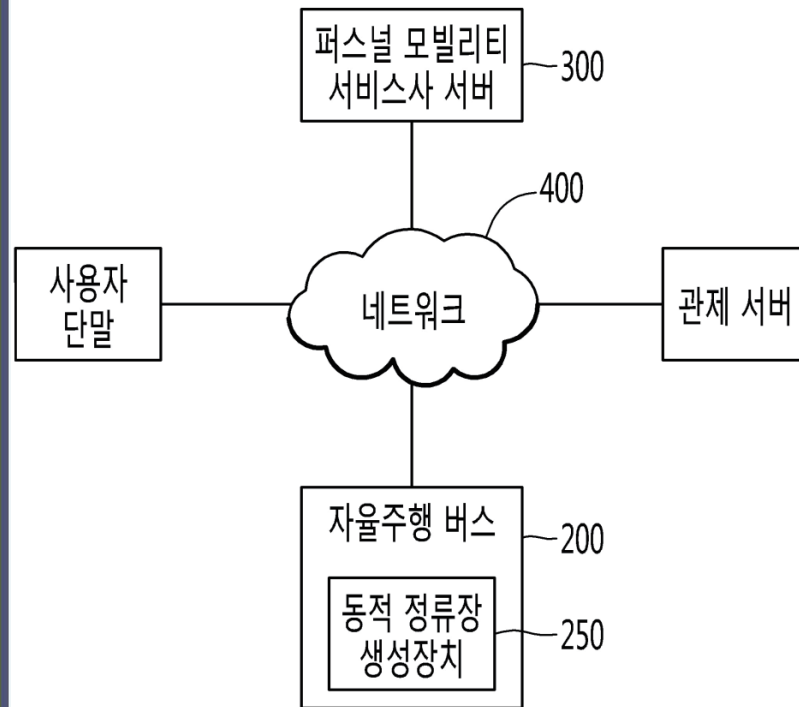 퍼스널 모빌리티
서비스사 서버
300
400
사용자
단말
네트워크
관제 서버
자율주행 버스
200
동적 정류장
생성장치
250